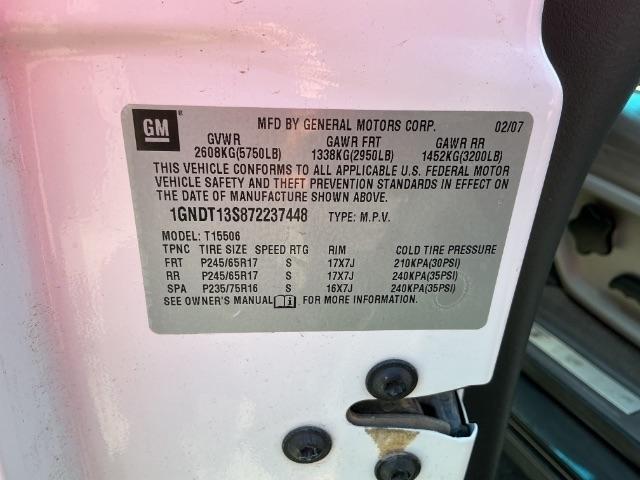 GM ®
MFD BY GENERAL MOTORS CORP. 02/07
GVWR GAWR FRT GAWR RR
2608KG(5750LB) 1338KG(2950LB) 1452KG(3200LB)
THIS VEHICLE CONFORMS TO ALL APPLICABLE U.S. FEDERAL MOTOR
VEHICLE SAFETY AND THEFT PREVENTION STANDARDS IN EFFECT ON
THE DATE OF MANUFACTURE SHOWN ABOVE.
1GNDT13S872237448 TYPE: M.P.V.
MODEL: T15506
TPNC TIRE SIZE SPEED RTG RIM COLD TIRE PRESSURE
FRT P245/65R17 S 17X7J 210KPA(30PSI)
RR P245/65R17 S 17X7J 240KPA(35PSI)
SPA P235/75R16 S 16X7J 240KPA(35PSI)
SEE OWNER'S MANUAL i FOR MORE INFORMATION.